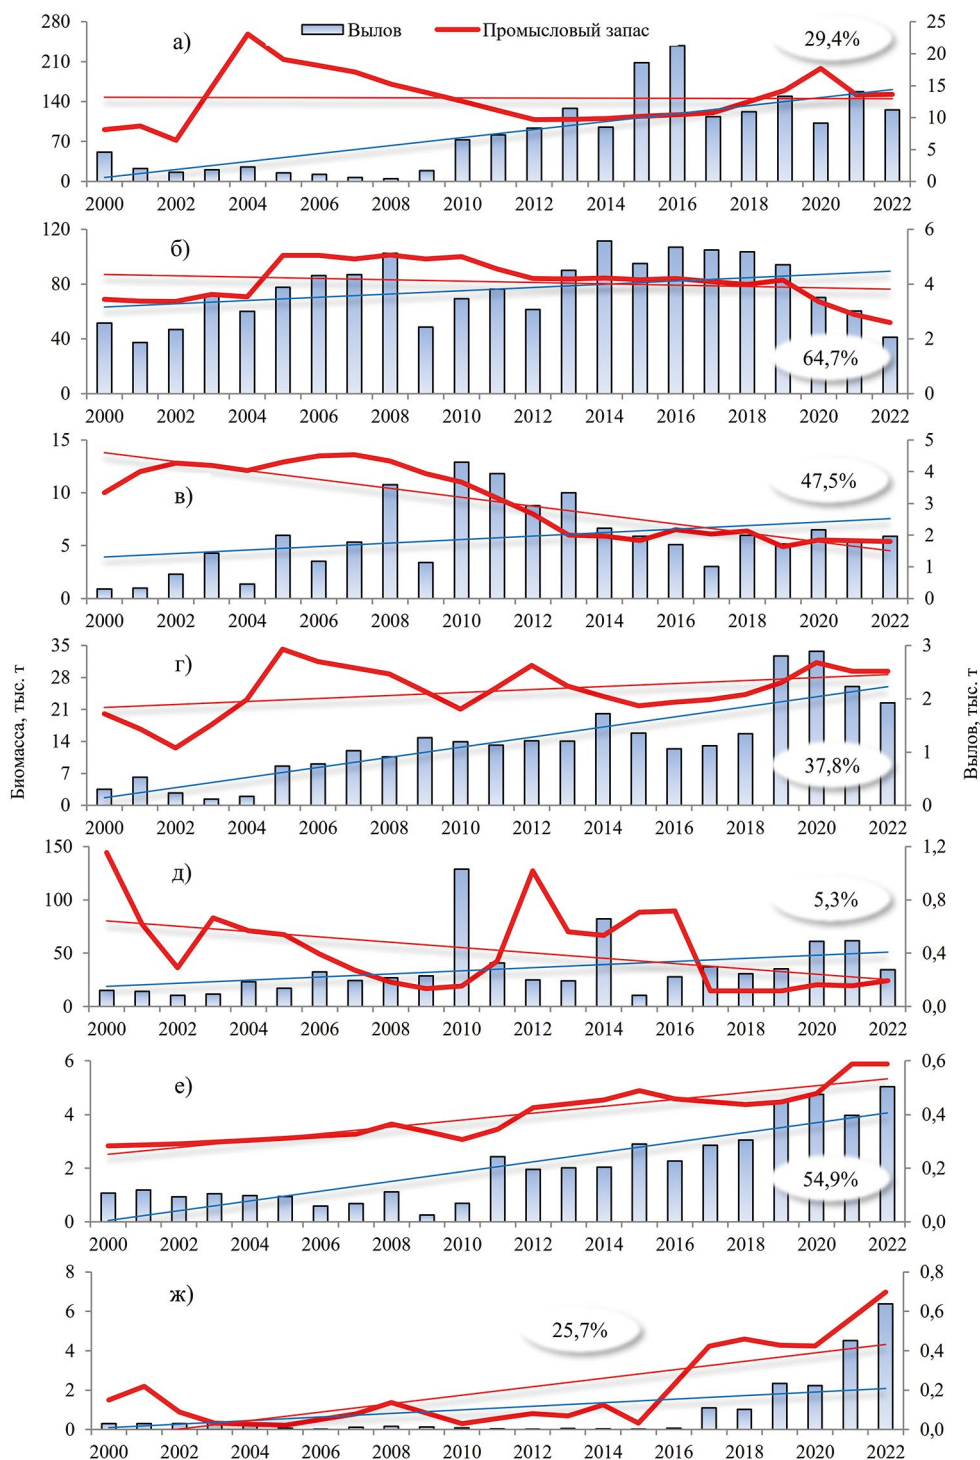 Вылов Промысловый запас
а)
29,4%
280 210 140 70 0
25 20 15 10 5 0
2000 2002 2004 2006 2008 2010 2012 2014 2016 2018 2020 2022
б)
64,7%
120 80 40 0
6 4 2 0
2000 2002 2004 2006 2008 2010 2012 2014 2016 2018 2020 2022
в)
47,5%
15 10 5 0
5 4 3 2 1 0
2000 2002 2004 2006 2008 2010 2012 2014 2016 2018 2020 2022
Биомасса, тыс. т
Вылов, тыс. т
г)
37,8%
35 28 21 14 7 0
3 2 1 0
2000 2002 2004 2006 2008 2010 2012 2014 2016 2018 2020 2022
д)
5,3%
150 100 50 0
1,2 0,8 0,4 0,0
2000 2002 2004 2006 2008 2010 2012 2014 2016 2018 2020 2022
е)
54,9%
6 4 2 0
0,6 0,4 0,2 0,0
2000 2002 2004 2006 2008 2010 2012 2014 2016 2018 2020 2022
ж)
25,7%
8 6 4 2 0
0,8 0,6 0,4 0,2 0,0
2000 2002 2004 2006 2008 2010 2012 2014 2016 2018 2020 2022